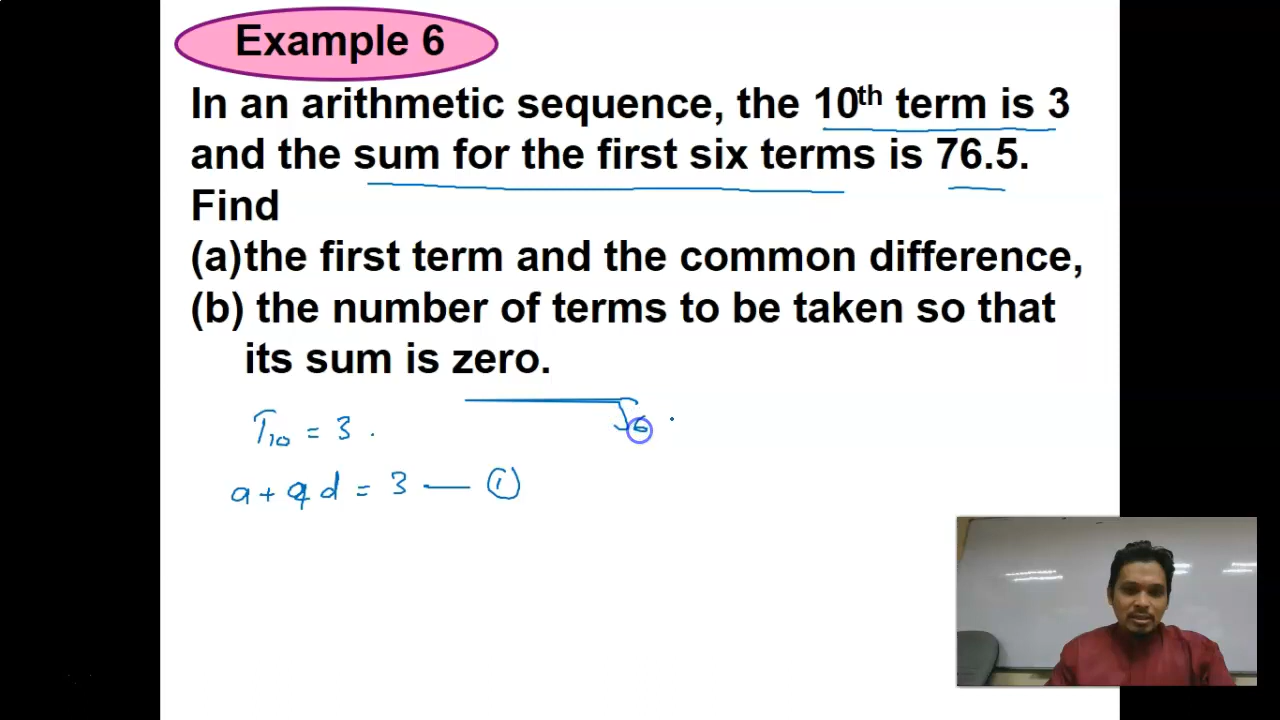 Example 6
In an arithmetic sequence, the 10th term is 3
and the sum for the first six terms is 76.5.
Find
(a)the first term and the common difference,
(b) the number of terms to be taken so that
its sum is zero.
T10 = 3 .
S6
a + 9d = 3 — ①